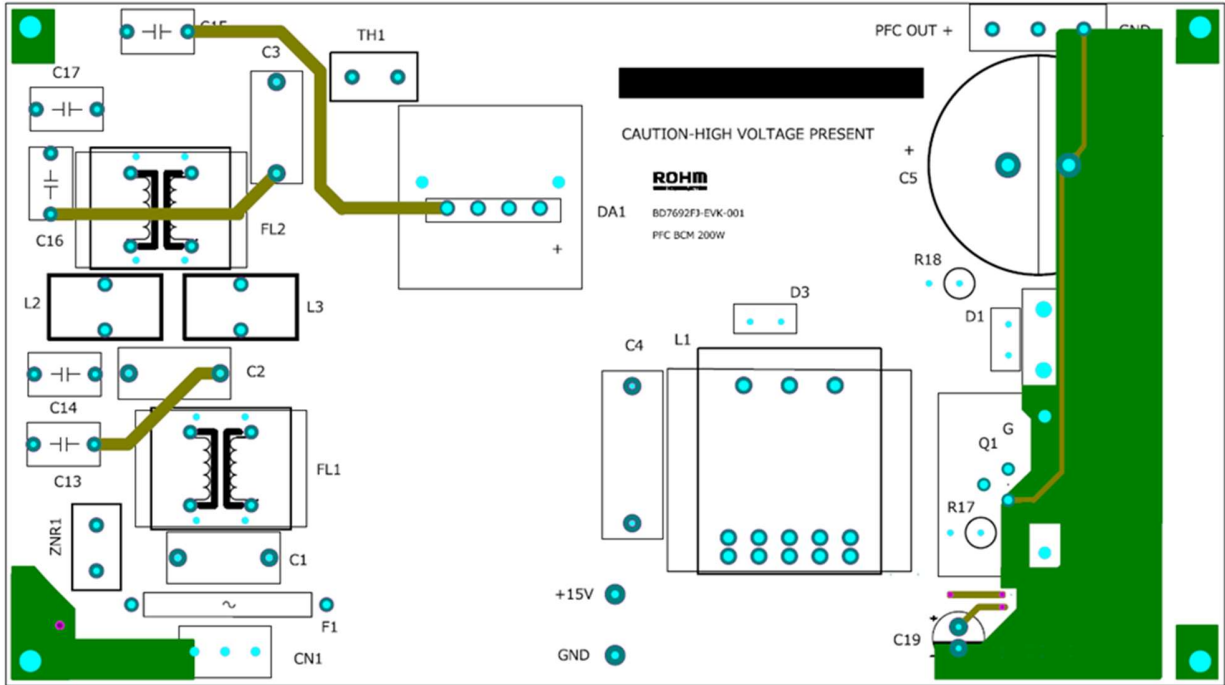 C15
PFC OUT +
GND
C3
TH1
C17
CAUTION-HIGH VOLTAGE PRESENT
+
C5
ROHM
BD7692FJ-EVK-001
DA1
PFC BCM 200W
C16
FL2
+
R18
L2
L3
D3
D1
C4
L1
C2
C14
G
Q1
C13
FL1
R17
ZNR1
C1
+15V
~
F1
+
C19
GND
-
CN1